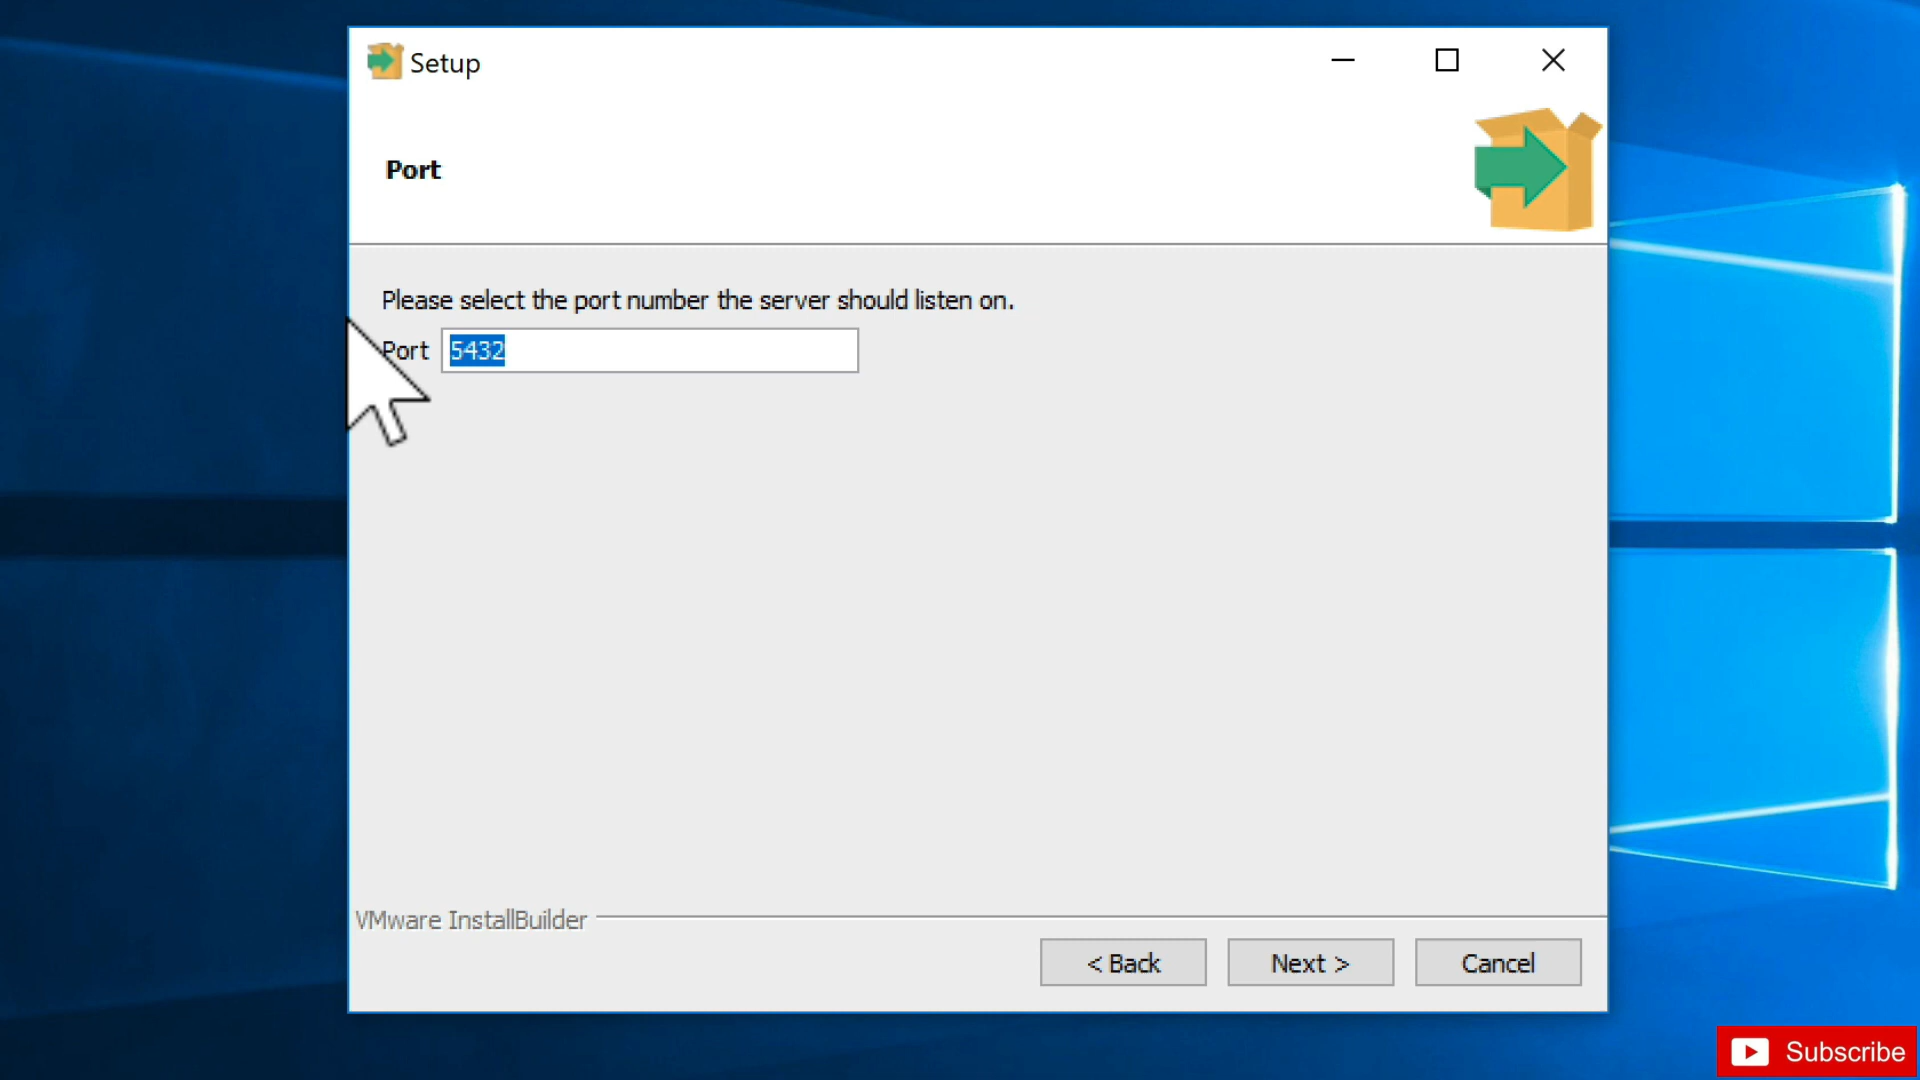 Setup
Port
Please select the port number the server should listen on.
Port 5432
VMware InstallBuilder
< Back Next > Cancel
Subscribe